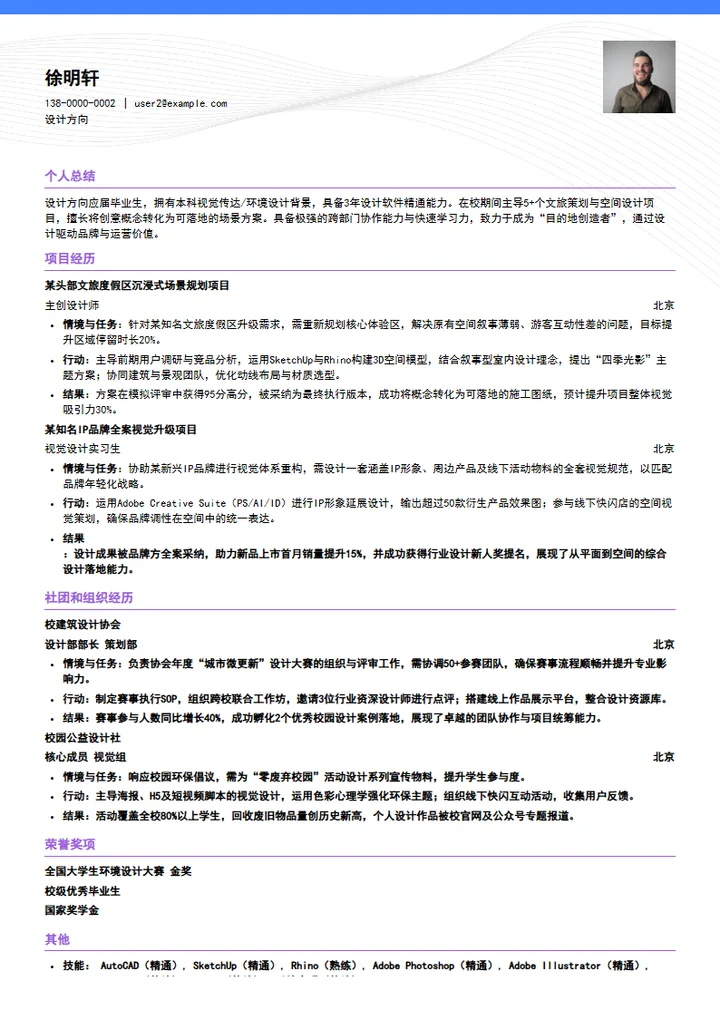 徐明轩
138-0000-0002 | user2@example.com
设计方向
个人总结
设计方向应届毕业生，拥有本科视觉传达/环境设计背景，具备3年设计软件精通能力。在校期间主导5+个文旅策划与空间设计项
目，擅长将创意概念转化为可落地的场景方案。具备极强的跨部门协作能力与快速学习力，致力于成为“目的地创造者”，通过设
计驱动品牌与运营价值。
项目经历
某头部文旅度假区沉浸式场景规划项目
主创设计师 北京
• 情境与任务：针对某知名文旅度假区升级需求，需重新规划核心体验区，解决原有空间叙事薄弱、游客互动性差的问题，目标提
升区域停留时长20%。
• 行动：主导前期用户调研与竞品分析，运用SketchUp与Rhino构建3D空间模型，结合叙事型室内设计理念，提出“四季光影”主
题方案；协同建筑与景观团队，优化动线布局与材质选型。
• 结果：方案在模拟评审中获得95分高分，被采纳为最终执行版本，成功将概念转化为可落地的施工图纸，预计提升项目整体视觉
吸引力30%。
某知名IP品牌全案视觉升级项目
视觉设计实习生 北京
• 情境与任务：协助某新兴IP品牌进行视觉体系重构，需设计一套涵盖IP形象、周边产品及线下活动物料的全套视觉规范，以匹配
品牌年轻化战略。
• 行动：运用Adobe Creative Suite（PS/AI/ID）进行IP形象延展设计，输出超过50款衍生产品效果图；参与线下快闪店的空间视
觉策划，确保品牌调性在空间中的统一表达。
• 结果
：设计成果被品牌方全案采纳，助力新品上市首月销量提升15%，并成功获得行业设计新人奖提名，展现了从平面到空间的综合
设计落地能力。
社团和组织经历
校建筑设计协会
设计部部长 策划部 北京
• 情境与任务：负责协会年度“城市微更新”设计大赛的组织与评审工作，需协调50+参赛团队，确保赛事流程顺畅并提升专业影
响力。
• 行动：制定赛事执行SOP，组织跨校联合工作坊，邀请3位行业资深设计师进行点评；搭建线上作品展示平台，整合设计资源库。
• 结果：赛事参与人数同比增长40%，成功孵化2个优秀校园设计案例落地，展现了卓越的团队协作与项目统筹能力。
校园公益设计社
核心成员 视觉组 北京
• 情境与任务：响应校园环保倡议，需为“零废弃校园”活动设计系列宣传物料，提升学生参与度。
• 行动：主导海报、H5及短视频脚本的视觉设计，运用色彩心理学强化环保主题；组织线下快闪互动活动，收集用户反馈。
• 结果：活动覆盖全校80%以上学生，回收废旧物品量创历史新高，个人设计作品被校官网及公众号专题报道。
荣誉奖项
全国大学生环境设计大赛 金奖
校级优秀毕业生
国家奖学金
其他
• 技能： AutoCAD（精通）, SketchUp（精通）, Rhino（熟练）, Adobe Photoshop（精通）, Adobe Illustrator（精通）,